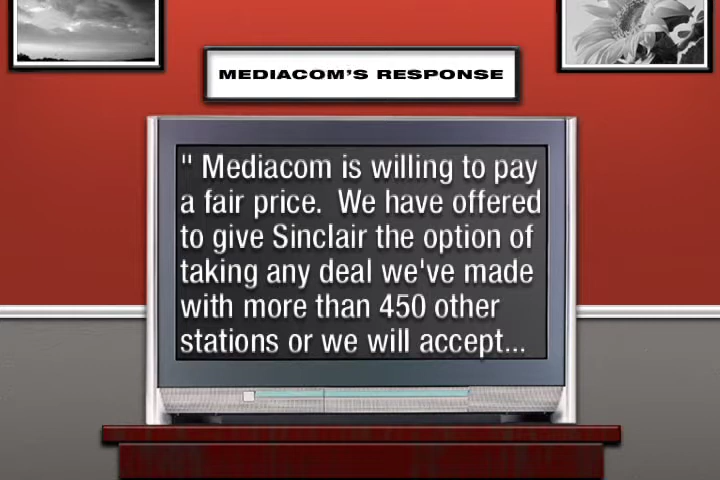 MEDIACOM'S RESPONSE
" Mediacom is willing to pay
a fair price. We have offered
to give Sinclair the option of
taking any deal we've made
with more than 450 other
stations or we will accept...